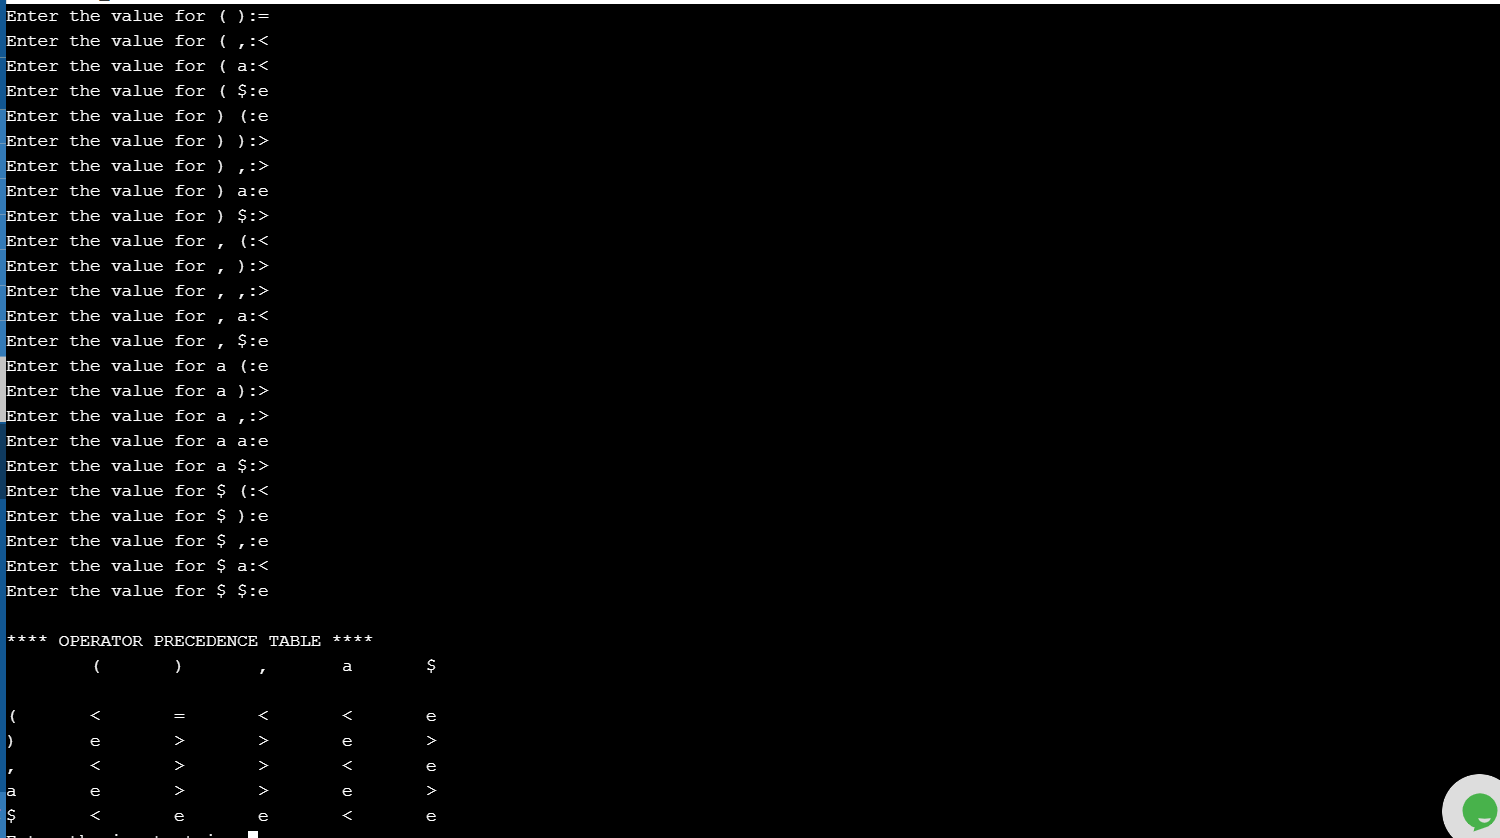 Enter the value for ( ):=
Enter the value for ( ,:<
Enter the value for ( a:<
Enter the value for ( $:e
Enter the value for ) (:e
Enter the value for ) ):>
Enter the value for ) ,:>
Enter the value for ) a:e
Enter the value for ) $:>
Enter the value for , (:<
Enter the value for , ):>
Enter the value for , ,:>
Enter the value for , a:<
Enter the value for , $:e
Enter the value for a (:e
Enter the value for a ):>
Enter the value for a ,:>
Enter the value for a a:e
Enter the value for a $:>
Enter the value for $ (:<
Enter the value for $ ):e
Enter the value for $ ,:e
Enter the value for $ a:<
Enter the value for $ $:e
**** OPERATOR PRECEDENCE TABLE ****
( ) , a $
( < = < < e
) e > > e >
, < > > < e
a e > > e >
$ < e e < e